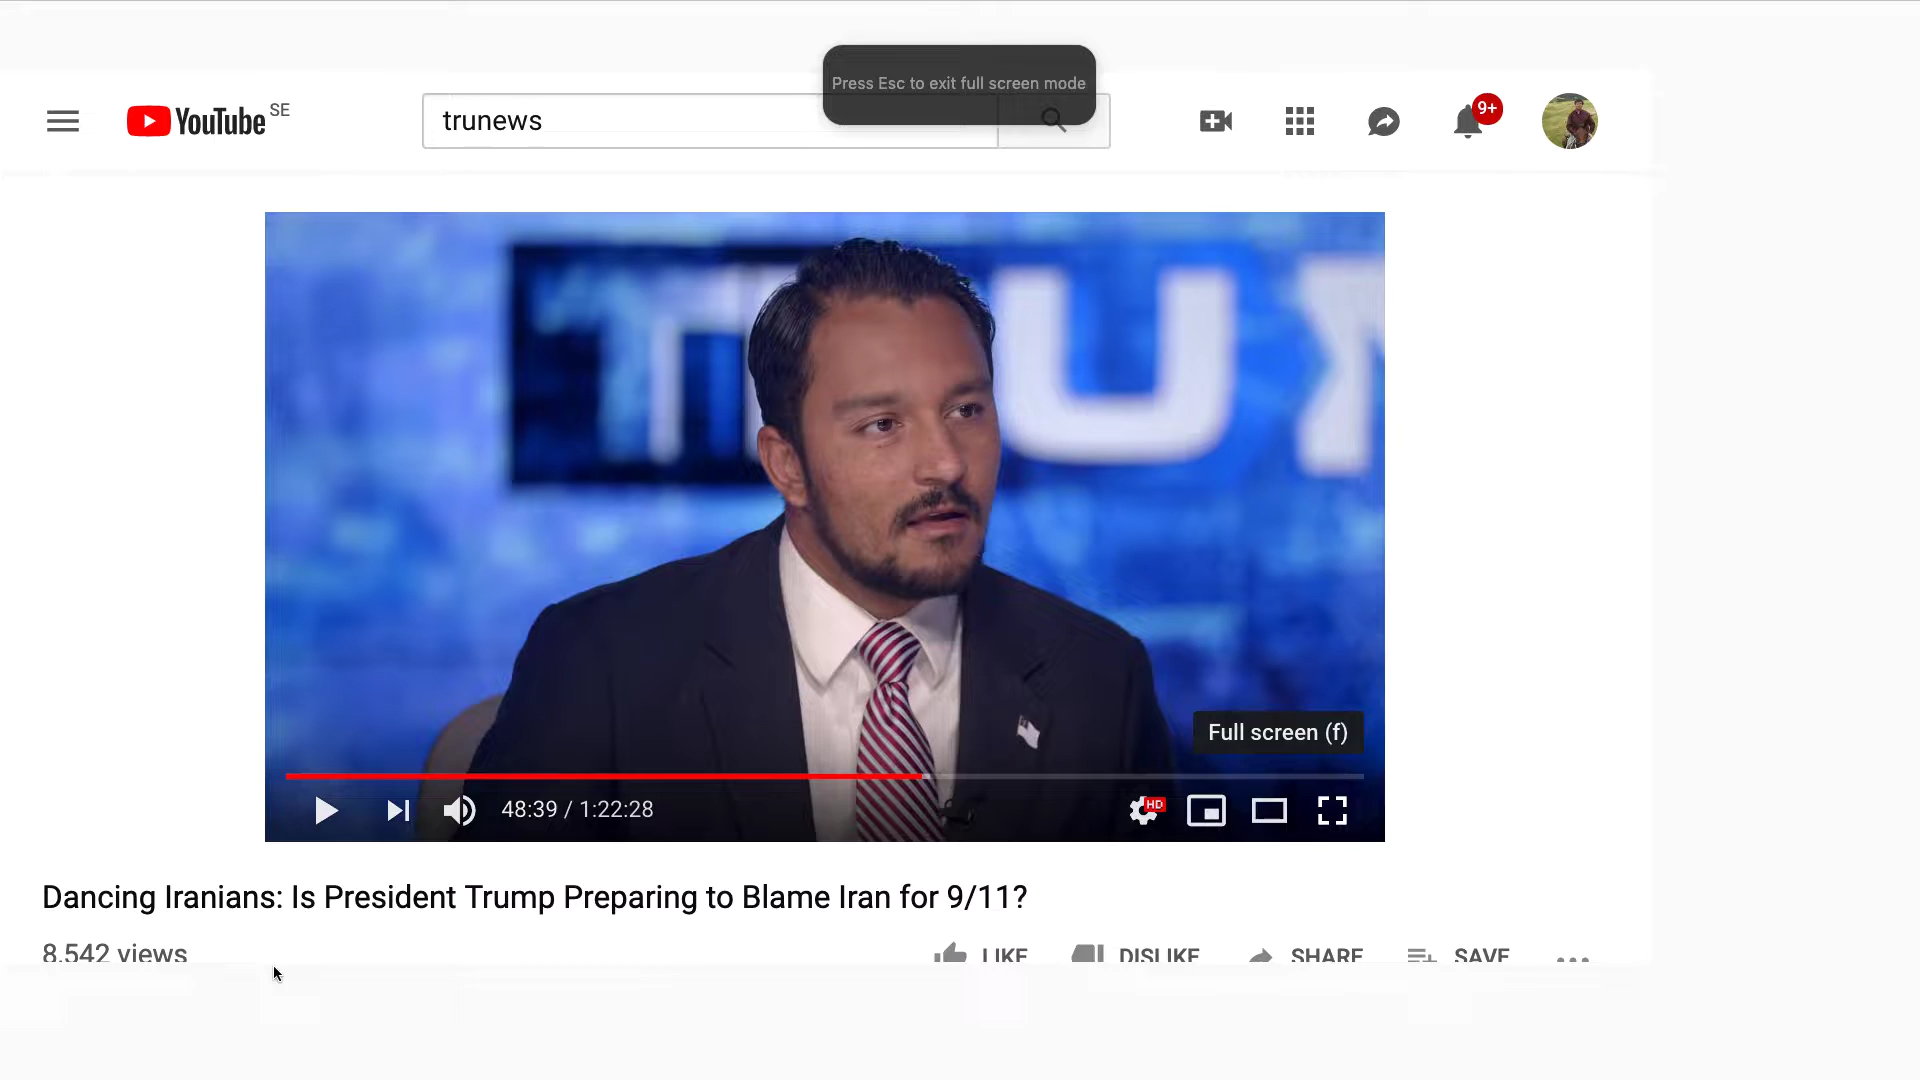 Press Esc to exit full screen mode
YouTube SE
trunews
9+
TRUN
Full screen (f)
48:39 / 1:22:28
HD
Dancing Iranians: Is President Trump Preparing to Blame Iran for 9/11?
8,542 views
LIKE
DISLIKE
SHARE
SAVE